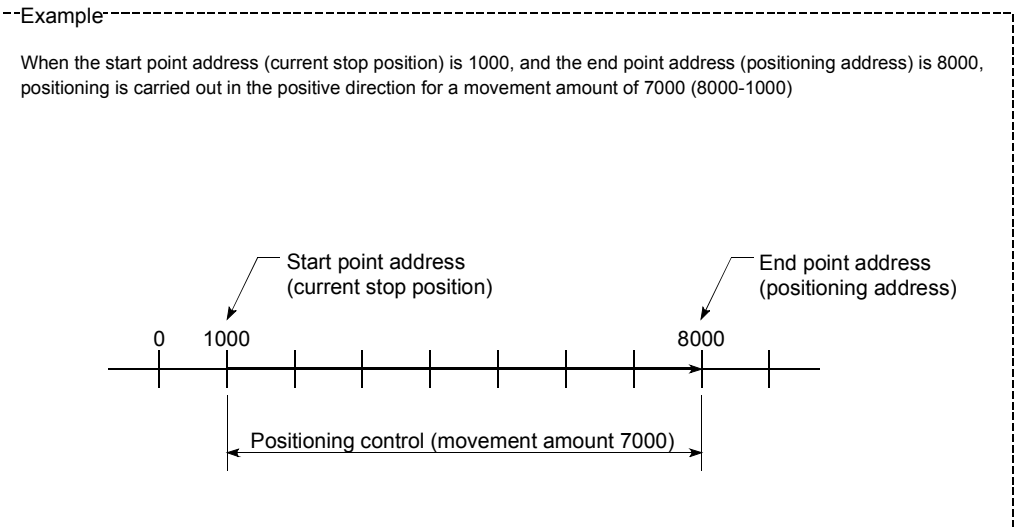 Example
When the start point address (current stop position) is 1000, and the end point address (positioning address) is 8000,
positioning is carried out in the positive direction for a movement amount of 7000 (8000-1000)
Start point address
(current stop position)
End point address
(positioning address)
0 1000 8000
Positioning control (movement amount 7000)